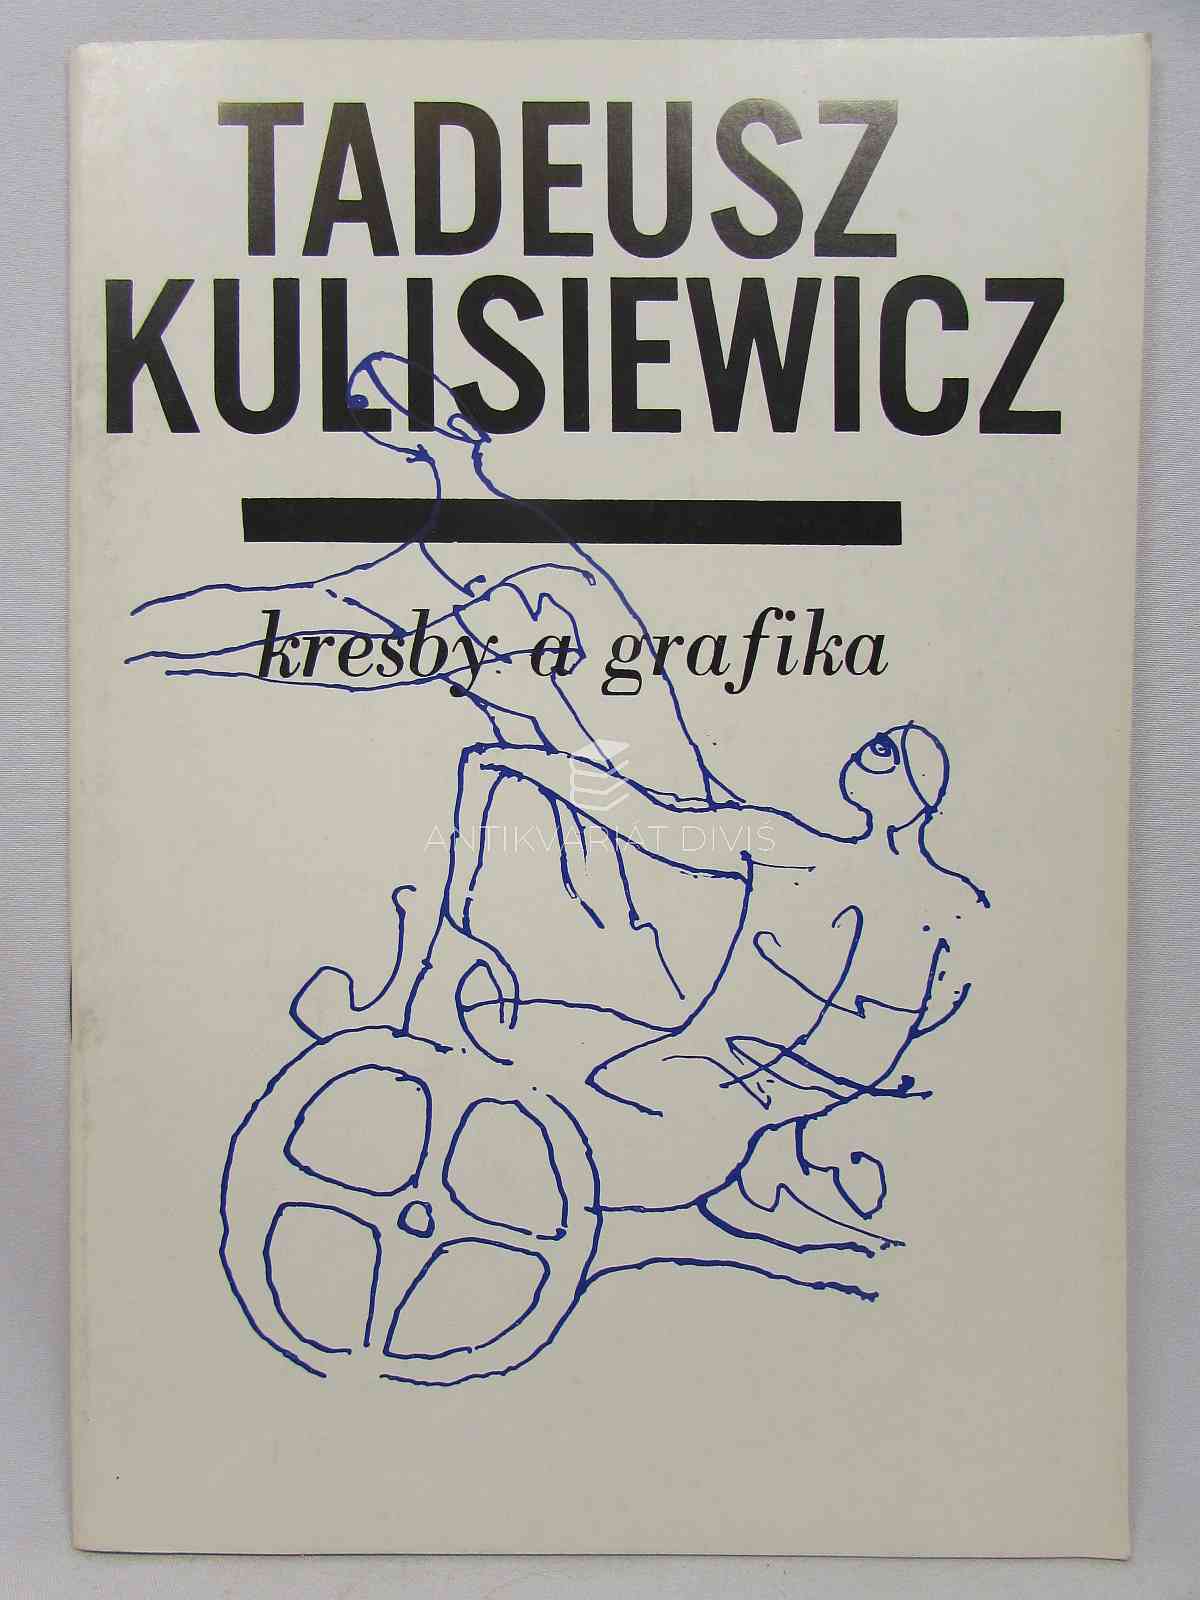 TADEUSZ
KULISIEWICZ
kresby a grafika
ANTIKVARIÁT DIVIŠ